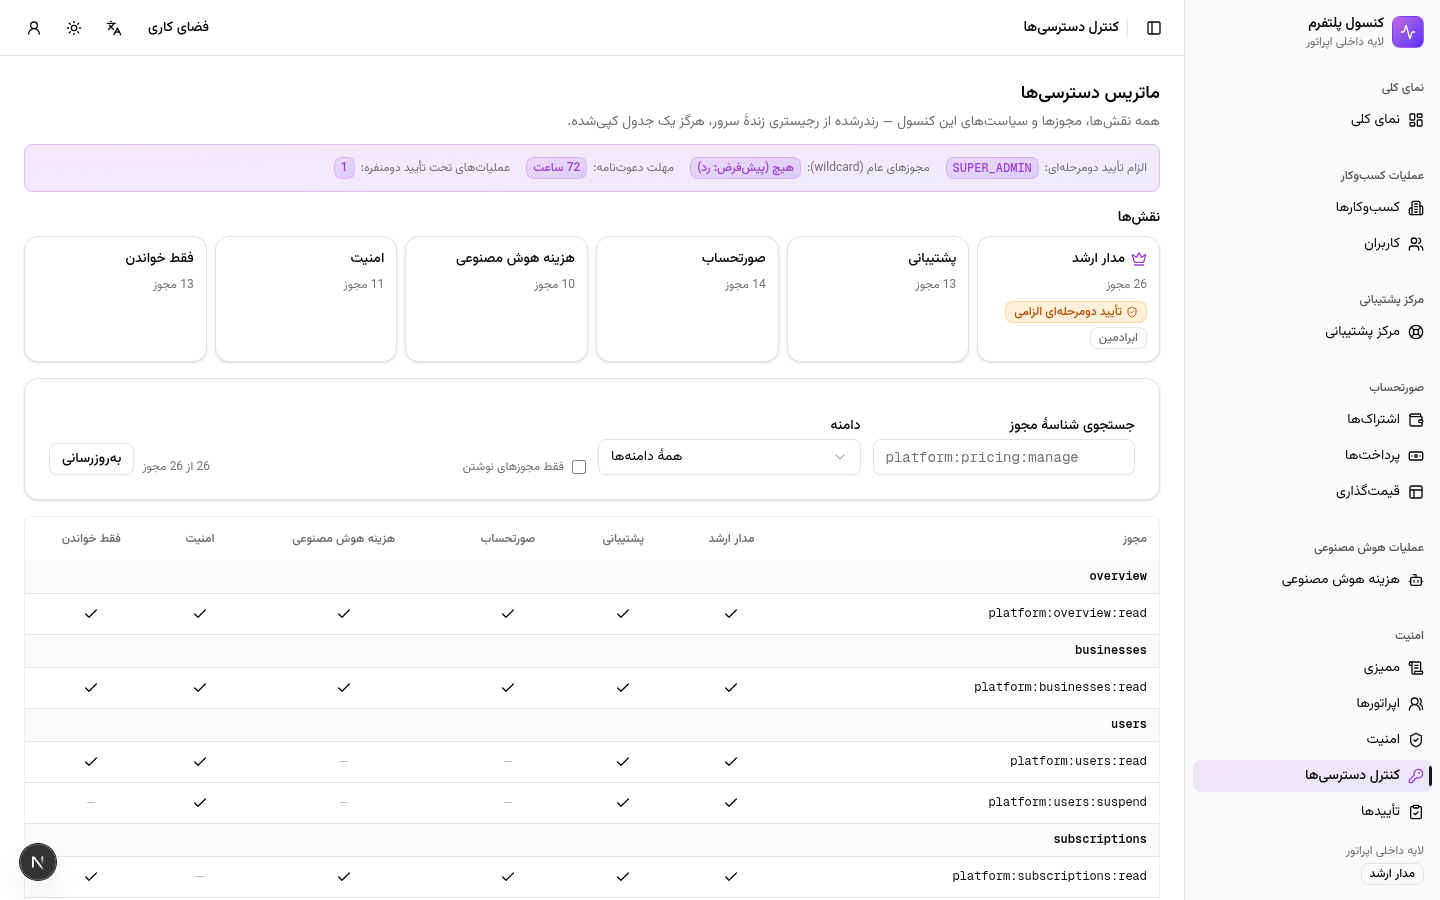 کنسول پلتفرم
لایه داخلی اپراتور
نمای کلی
نمای کلی
عملیات کسب‌وکار
کسب‌وکارها
کاربران
مرکز پشتیبانی
مرکز پشتیبانی
صورتحساب
اشتراک‌ها
پرداخت‌ها
قیمت‌گذاری
عملیات هوش مصنوعی
هزینه هوش مصنوعی
امنیت
ممیزی
اپراتورها
امنیت
کنترل دسترسی‌ها
تأییدها
لایه داخلی اپراتور
مدار ارشد
کنترل دسترسی‌ها
فضای کاری
ماتریس دسترسی‌ها
همه نقش‌ها، مجوزها و سیاست‌های این کنسول — رندرشده از رجیستری زندهٔ سرور، هرگز یک جدول کپی‌شده.
الزام تأیید دومرحله‌ای: SUPER_ADMIN مجوزهای عام (wildcard): هیچ (پیش‌فرض: رد) مهلت دعوت‌نامه: 72 ساعت عملیات‌های تحت تأیید دومنفره: 1
نقش‌ها
مدار ارشد
26 مجوز
تأیید دومرحله‌ای الزامی
ابرادمین
پشتیبانی
13 مجوز
صورتحساب
14 مجوز
هزینه هوش مصنوعی
10 مجوز
امنیت
11 مجوز
فقط خواندن
13 مجوز
جستجوی شناسهٔ مجوز
platform:pricing:manage
دامنه
همهٔ دامنه‌ها
فقط مجوزهای نوشتن
26 از 26 مجوز
به‌روزرسانی
مجوز مدار ارشد پشتیبانی صورتحساب هزینه هوش مصنوعی امنیت فقط خواندن
overview
platform:overview:read ✓ ✓ ✓ ✓ ✓ ✓
businesses
platform:businesses:read ✓ ✓ ✓ ✓ ✓ ✓
users
platform:users:read ✓ ✓ — — ✓ ✓
platform:users:suspend ✓ ✓ — — ✓ —
subscriptions
platform:subscriptions:read ✓ ✓ ✓ ✓ — ✓
N